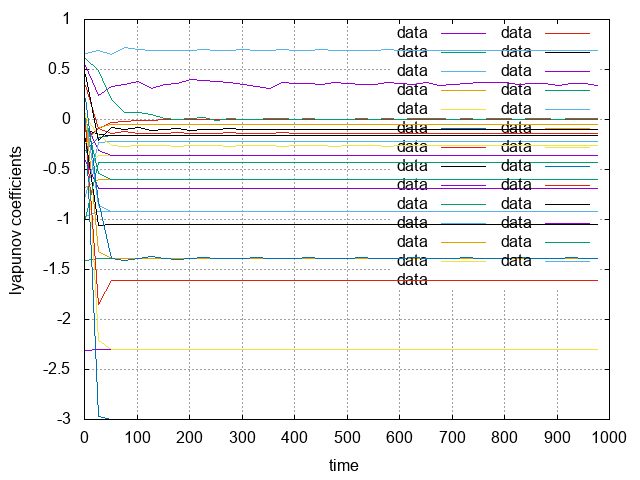 1
0.5
0
-0.5
-1
-1.5
-2
-2.5
-3
lyapunov coefficients
data data
data data
data data
data data
data data
data data
data data
data data
data data
data data
data data
data data
data data
data
0 100 200 300 400 500 600 700 800 900 1000
time